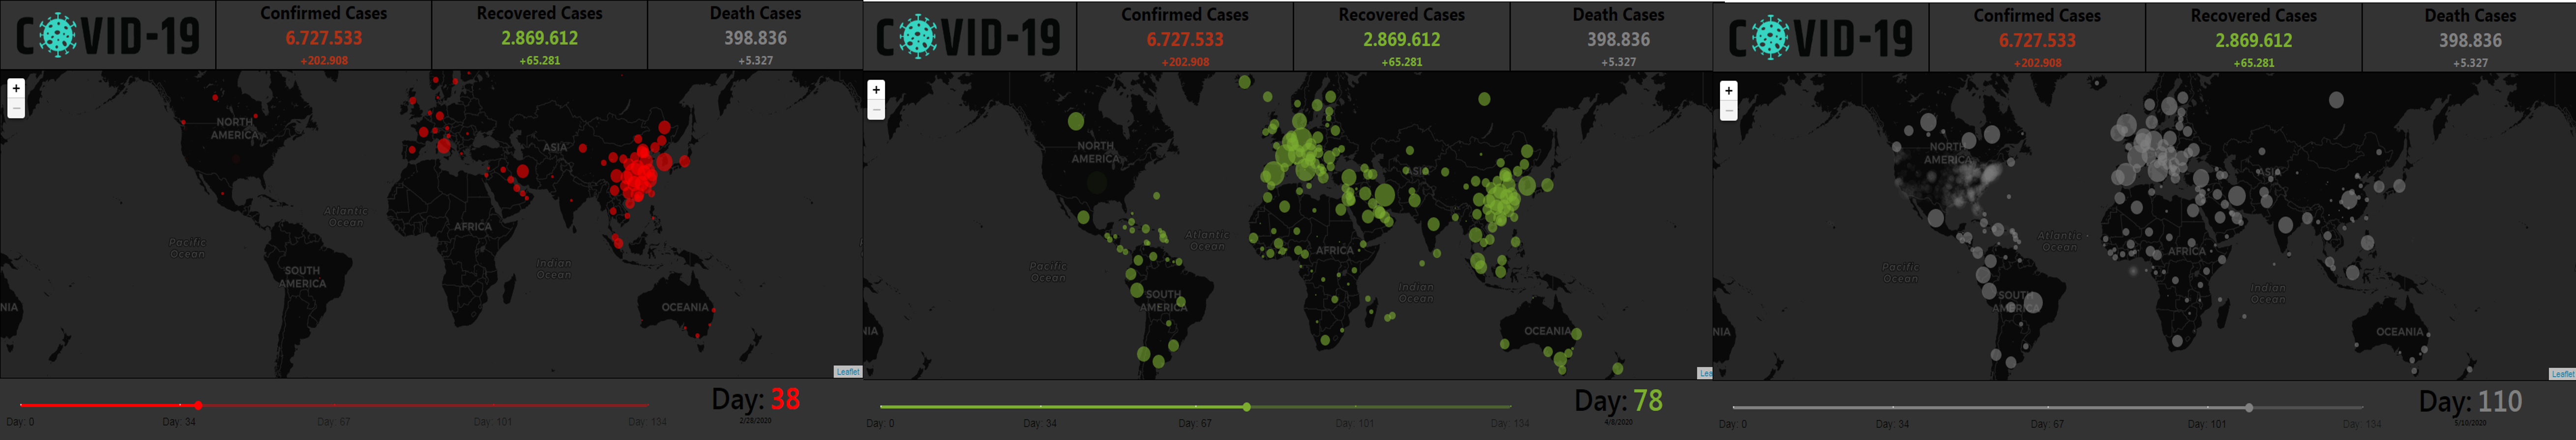 COVID-19
Confirmed Cases
6.727.533
+202.908
Recovered Cases
2.869.612
+65.281
Death Cases
398.836
+5.327
+
−
NORTH
AMERICA
ASIA
Atlantic
Ocean
AFRICA
Pacific
Ocean
Indian
Ocean
SOUTH
AMERICA
OCEANIA
NIA
Leaflet
Day: 38
2/28/2020
Day: 0
Day: 34
Day: 67
Day: 101
Day: 134
COVID-19
Confirmed Cases
6.727.533
+202.908
Recovered Cases
2.869.612
+65.281
Death Cases
398.836
+5.327
+
−
NORTH
AMERICA
ASIA
Atlantic
Ocean
AFRICA
Pacific
Ocean
Indian
Ocean
SOUTH
AMERICA
OCEANIA
IA
Lea
Day: 78
4/8/2020
Day: 0
Day: 34
Day: 67
Day: 101
Day: 134
COVID-19
Confirmed Cases
6.727.533
+202.908
Recovered Cases
2.869.612
+65.281
Death Cases
398.836
+5.327
+
−
NORTH
AMERICA
ASIA
Atlantic
Ocean
AFRICA
Pacific
Ocean
Indian
Ocean
SOUTH
AMERICA
OCEANIA
NIA
Leaflet
Day: 110
5/10/2020
Day: 0
Day: 34
Day: 67
Day: 101
Day: 134